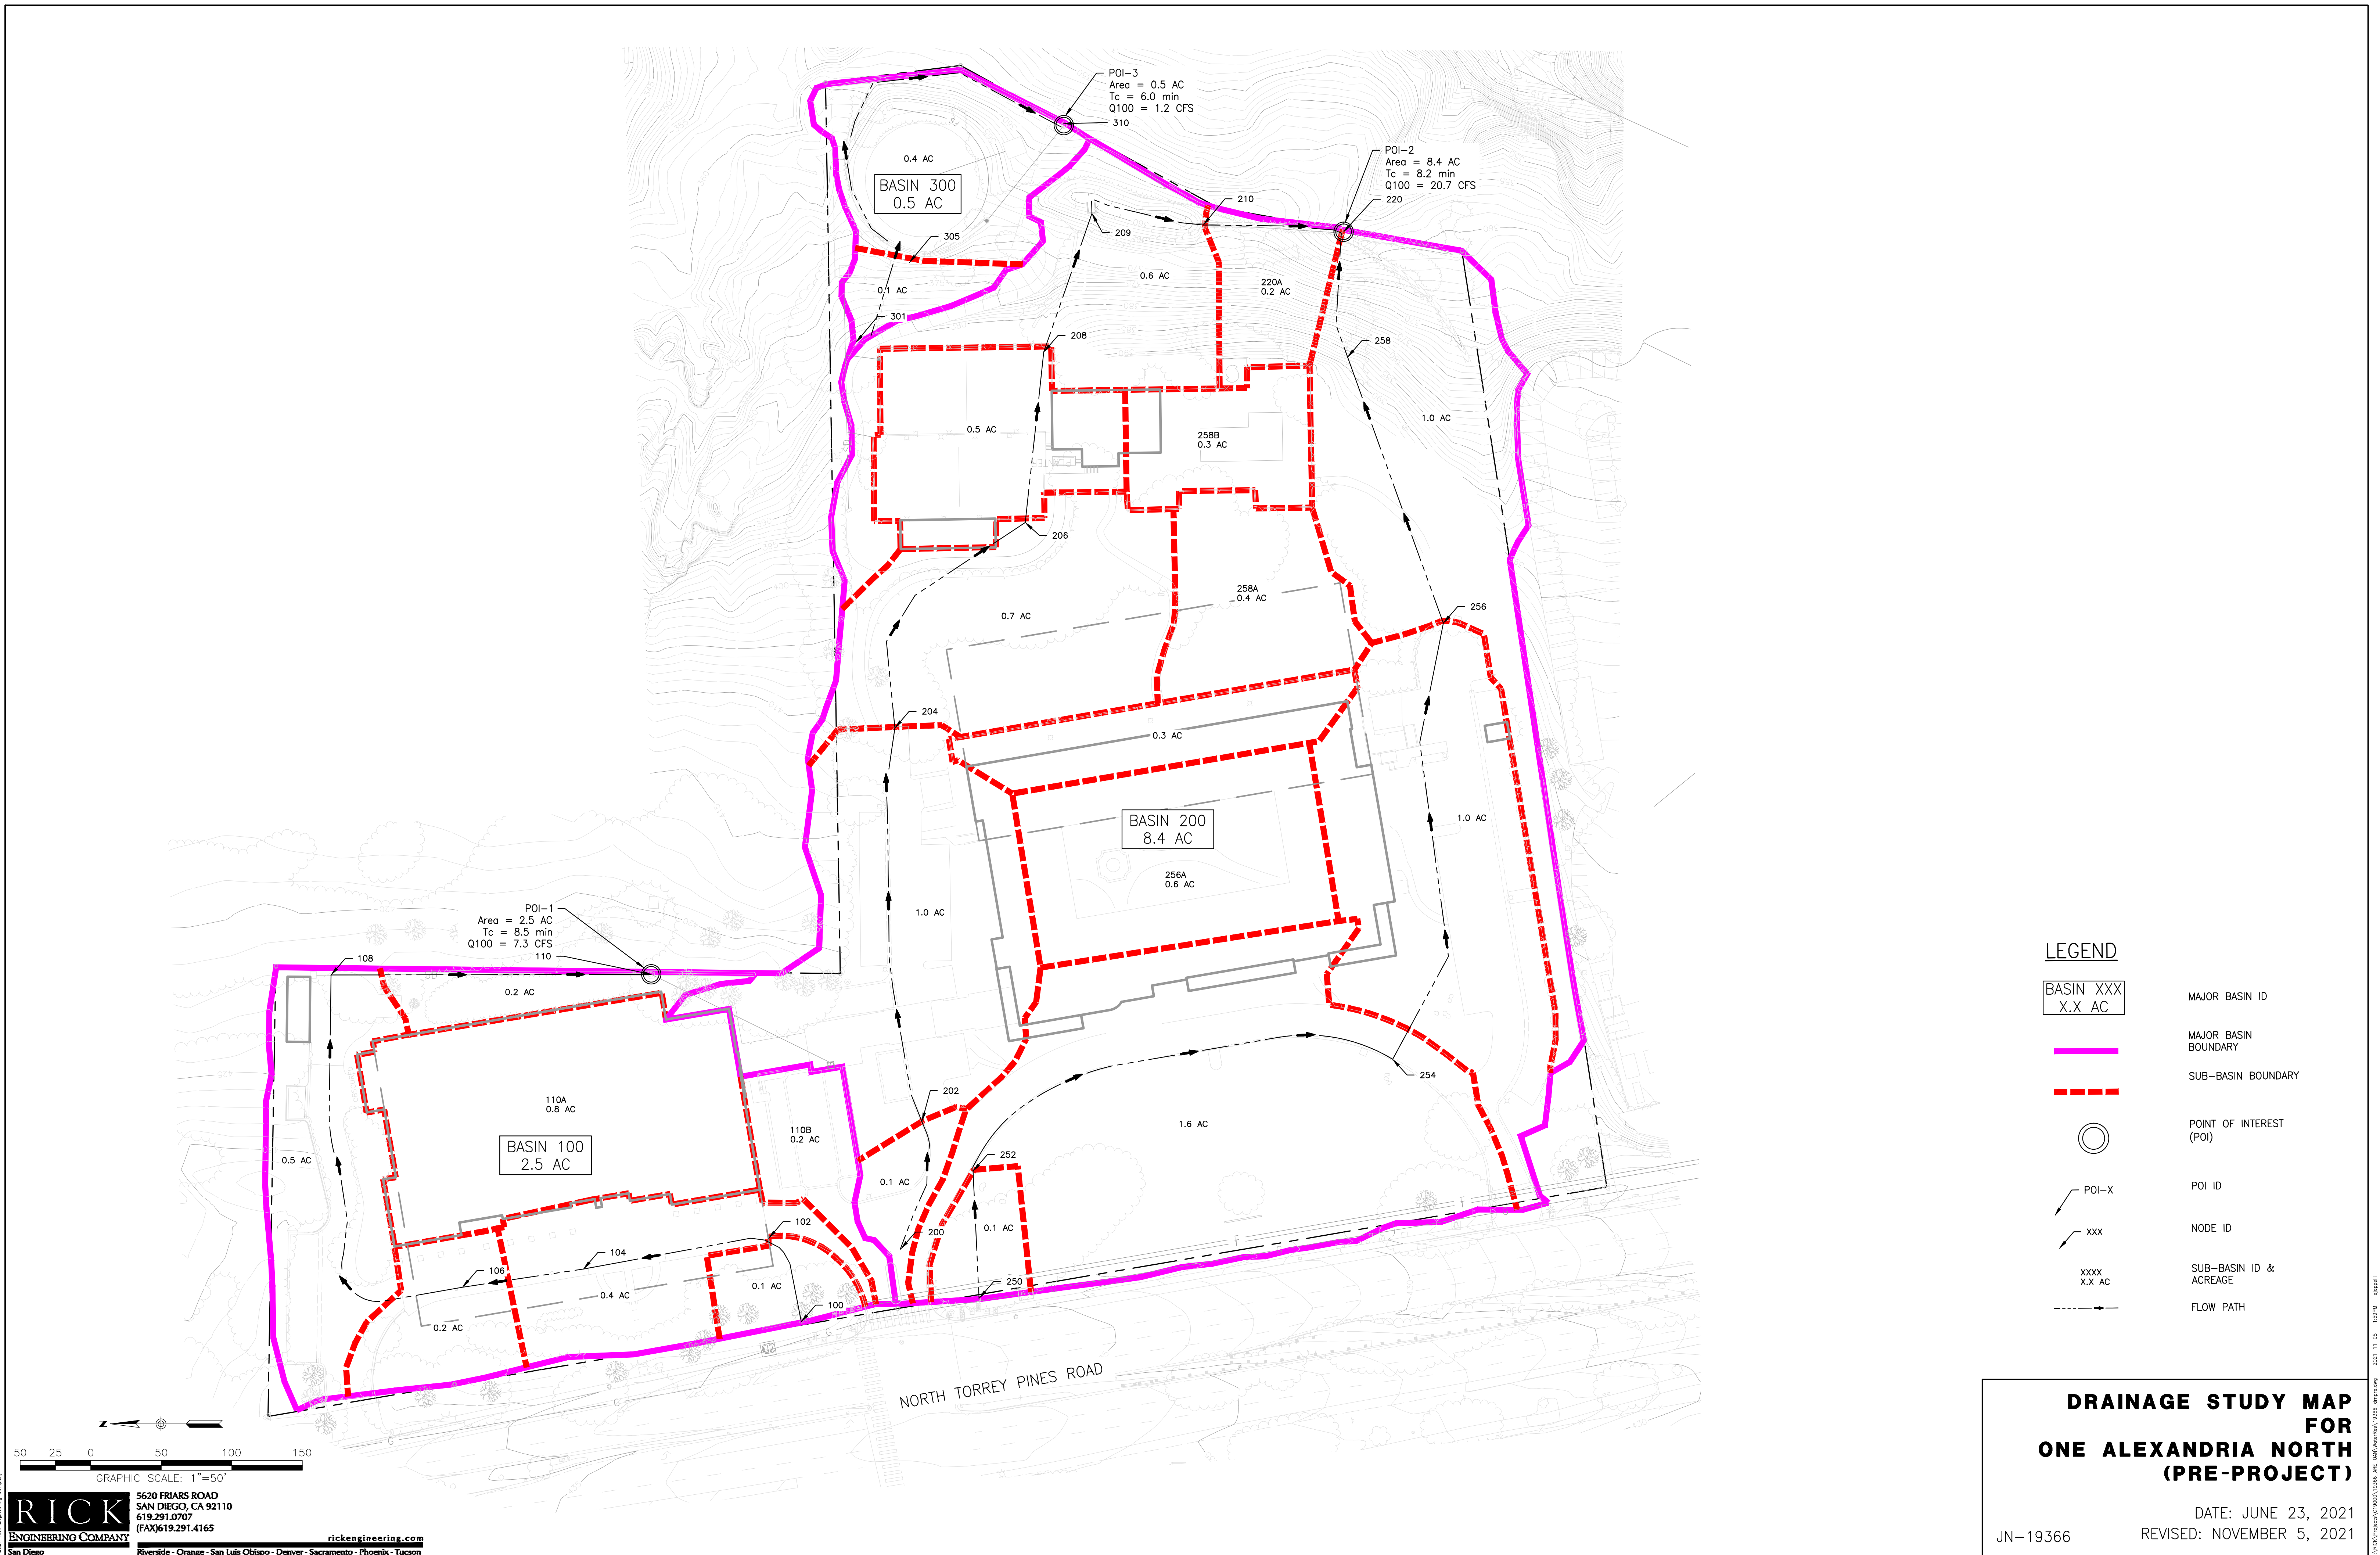 POI-3
Area = 0.5 AC
Tc = 6.0 min
Q100 = 1.2 CFS
310
0.4 AC
BASIN 300
0.5 AC
POI-2
Area = 8.4 AC
Tc = 8.2 min
Q100 = 20.7 CFS
220
210
209
305
0.1 AC
301
0.6 AC
220A
0.2 AC
208
258
1.0 AC
0.5 AC
258B
0.3 AC
PLANTER
206
258A
0.4 AC
0.7 AC
256
204
0.3 AC
BASIN 200
8.4 AC
1.0 AC
256A
0.6 AC
1.0 AC
POI-1
Area = 2.5 AC
Tc = 8.5 min
Q100 = 7.3 CFS
110
108
0.2 AC
254
202
110A
0.8 AC
110B
0.2 AC
1.6 AC
BASIN 100
2.5 AC
0.5 AC
252
0.1 AC
0.1 AC
200
102
104
106
250
0.1 AC
0.4 AC
100
0.2 AC
NORTH TORREY PINES ROAD
LEGEND
BASIN XXX
X.X AC
MAJOR BASIN ID
MAJOR BASIN
BOUNDARY
SUB-BASIN BOUNDARY
POINT OF INTEREST
(POI)
POI-X
POI ID
XXX
NODE ID
XXXX
X.X AC
SUB-BASIN ID &
ACREAGE
FLOW PATH
Z
50 25 0 50 100 150
GRAPHIC SCALE: 1"=50'
RICK
ENGINEERING COMPANY
San Diego
5620 FRIARS ROAD
SAN DIEGO, CA 92110
619.291.0707
(FAX)619.291.4165
rickengineering.com
Riverside - Orange - San Luis Obispo - Denver - Sacramento - Phoenix - Tucson
DRAINAGE STUDY MAP
FOR
ONE ALEXANDRIA NORTH
(PRE-PROJECT)
DATE: JUNE 23, 2021
JN-19366
REVISED: NOVEMBER 5, 2021